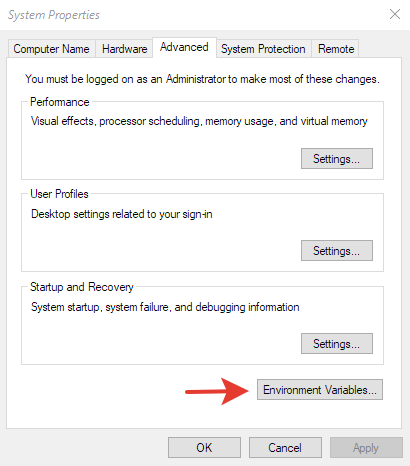 System Properties
Computer Name Hardware Advanced System Protection Remote
You must be logged on as an Administrator to make most of these changes.
Performance
Visual effects, processor scheduling, memory usage, and virtual memory
Settings...
User Profiles
Desktop settings related to your sign-in
Settings...
Startup and Recovery
System startup, system failure, and debugging information
Settings...
Environment Variables...
OK Cancel Apply